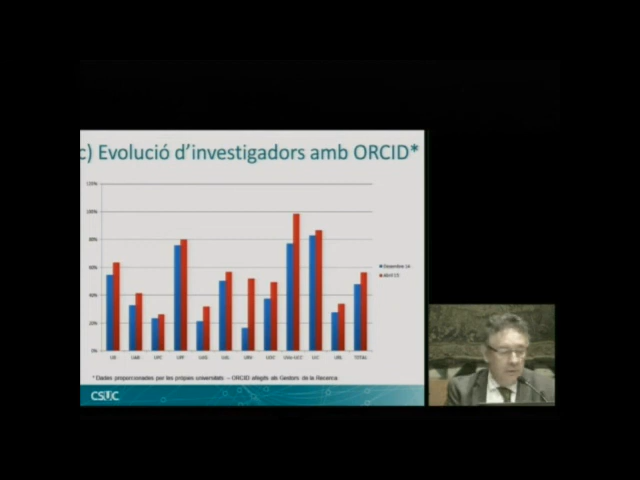 c) Evolució d'investigadors amb ORCID*
120%
100%
80%
60%
40%
20%
0%
UB
UAB
UPC
UPF
UdG
UdL
URV
UOC
UVic-UCC
UIC
URL
TOTAL
Desembre 14
Abril 15
* Dades proporcionades per les pròpies universitats – ORCID afegits als Gestors de la Recerca
CSUC